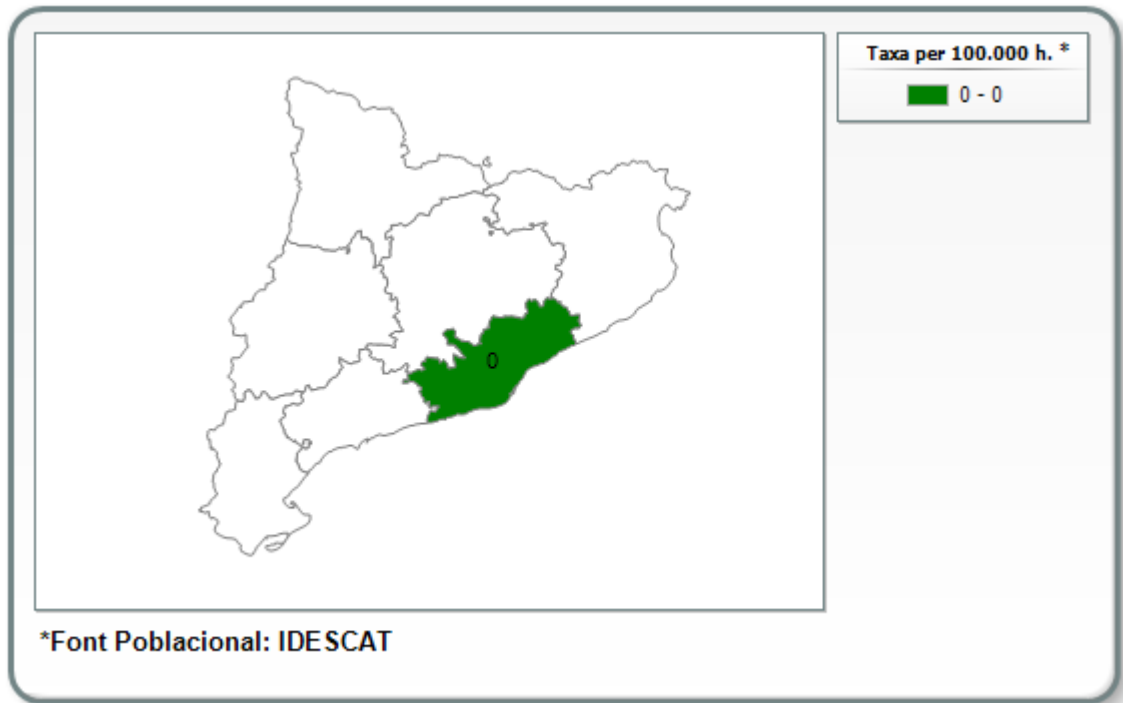 Taxa per 100.000 h. *
0 - 0
0
*Font Poblacional: IDESCAT